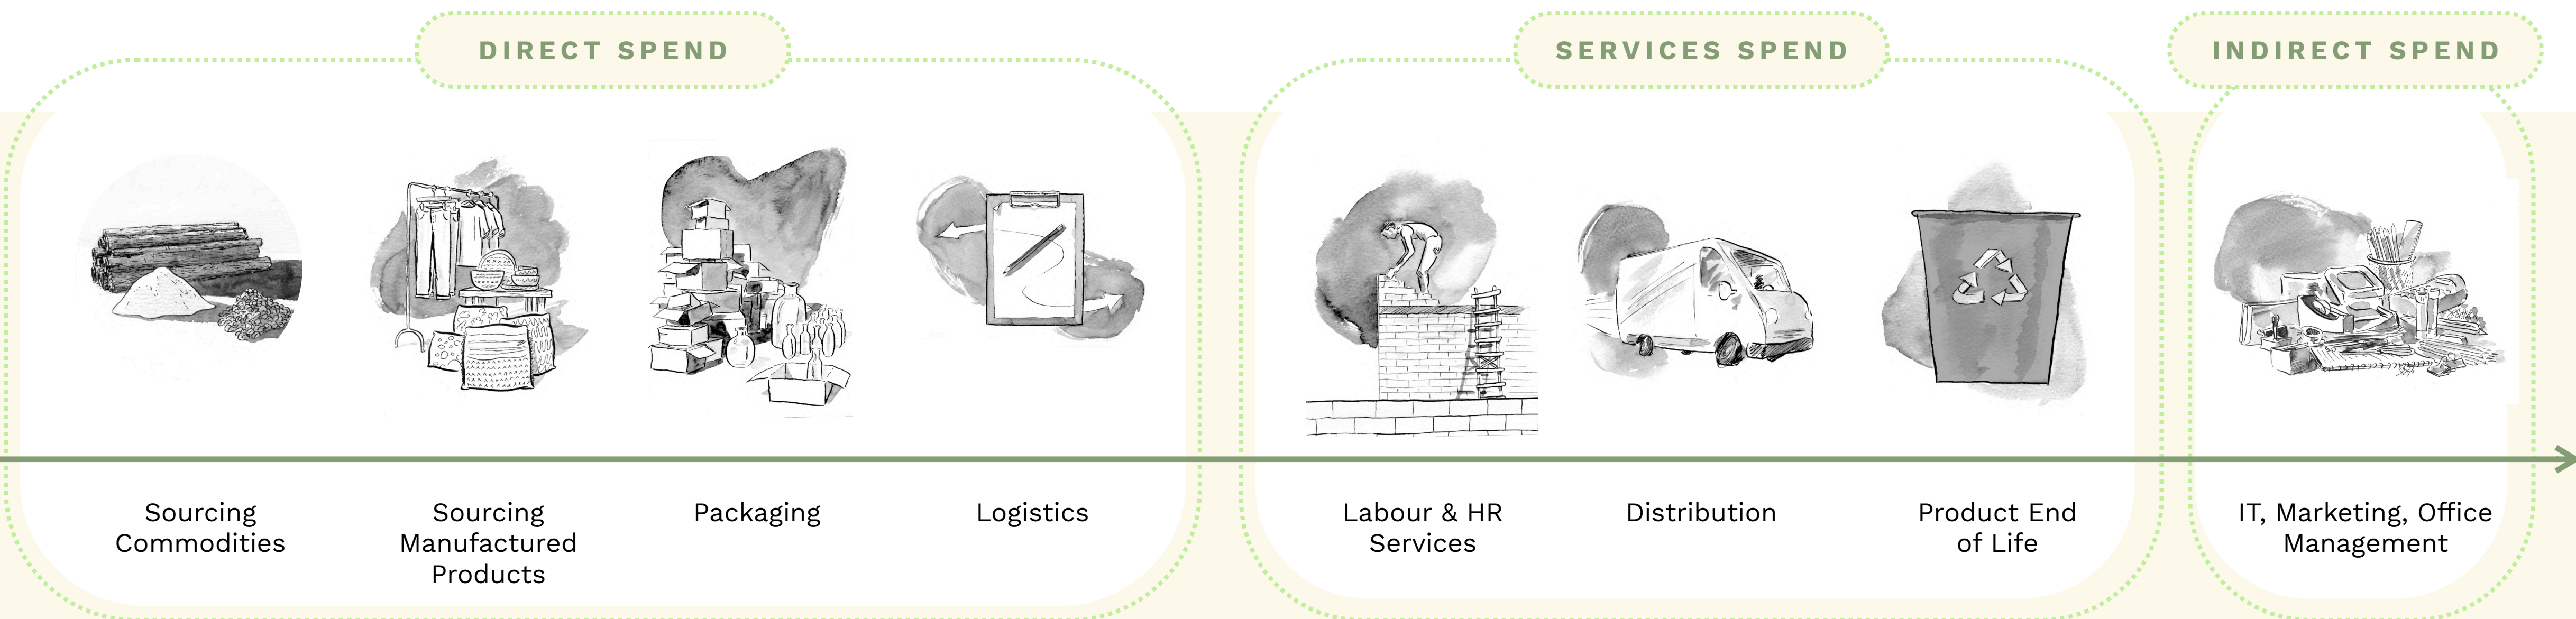 DIRECT SPEND
SERVICES SPEND
INDIRECT SPEND
Sourcing
Commodities
Sourcing
Manufactured
Products
Packaging
Logistics
Labour & HR
Services
Distribution
Product End
of Life
IT, Marketing, Office
Management